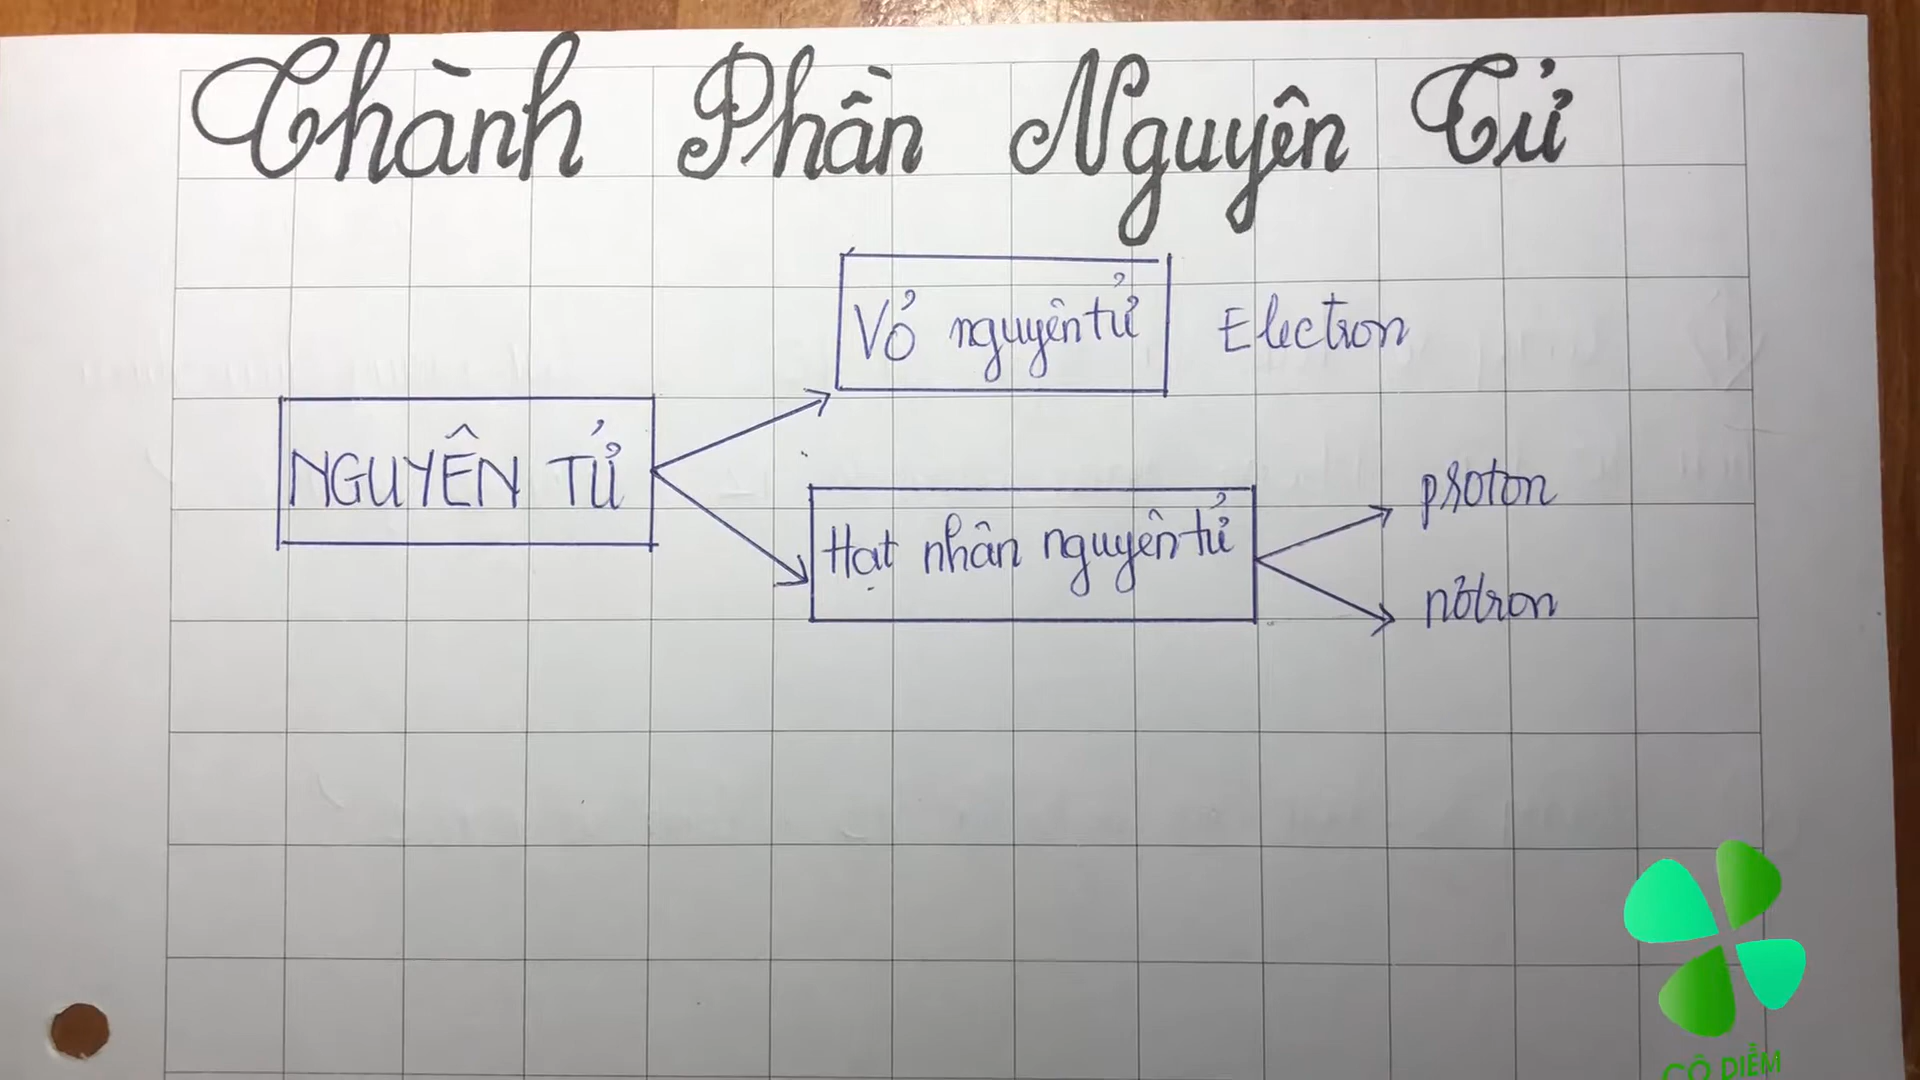 Thành Phần Nguyên Tử
Vỏ nguyên tử
Electron
NGUYÊN TỬ
Hạt nhân nguyên tử
proton
nơtron
CÔ DIỄM